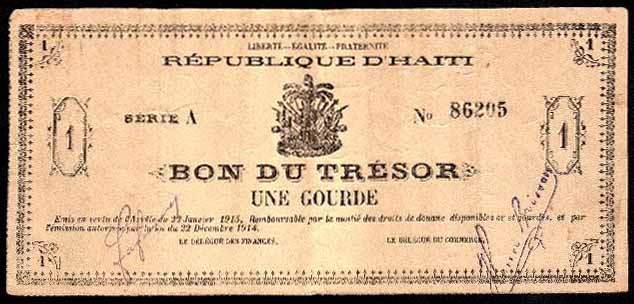 1 1
LIBERTÉ—EGALITÉ—FRATERNITÉ
RÉPUBLIQUE D'HAITI
SÉRIE A No 86205
1 1
BON DU TRÉSOR
UNE GOURDE
Emis en vertu de l'Arrêté du 22 Janvier 1915, Remboursable par la moitié des droits de douane disponibles or et gourdes, et par
l'émission autorisée par la loi du 22 Décembre 1914.
LE DÉLÉGUÉ DES FINANCES, LE DÉLÉGUÉ DU COMMERCE,
1 1